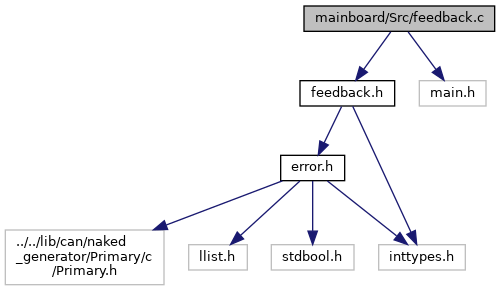 mainboard/Src/feedback.c
feedback.h
main.h
error.h
../../lib/can/naked
_generator/Primary/c
/Primary.h
llist.h
stdbool.h
inttypes.h